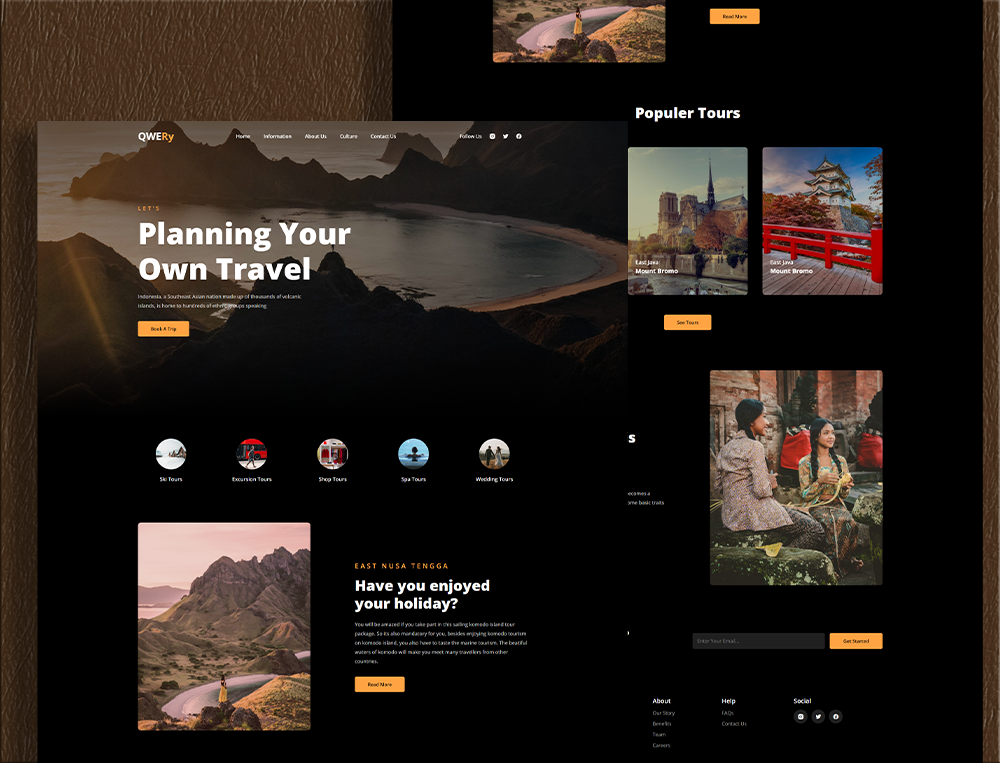 QWERy
Home Information About Us Culture Contact Us
Follow Us
LET'S
Planning Your
Own Travel
Indonesia, a Southeast Asian nation made up of thousands of volcanic
islands, is home to hundreds of ethnic groups speaking
Book A Trip
Ski Tours
Excursion Tours
Shop Tours
Spa Tours
Wedding Tours
EAST NUSA TENGGA
Have you enjoyed
your holiday?
You will be amazed if you take part in this sailing komodo island tour
package. So its also mandatory for you, besides enjoying komodo tourism
on komodo island, you also have to taste the marine tourism. The beatiful
waters of komodo will make you meet many travellers from other
countries.
Read More
Read More
Populer Tours
East Java
Mount Bromo
East Java
Mount Bromo
See Tours
s
ecomes a
ome basic traits
Enter Your Email...
Get Started
About
Our Story
Benefits
Team
Careers
Help
FAQs
Contact Us
Social